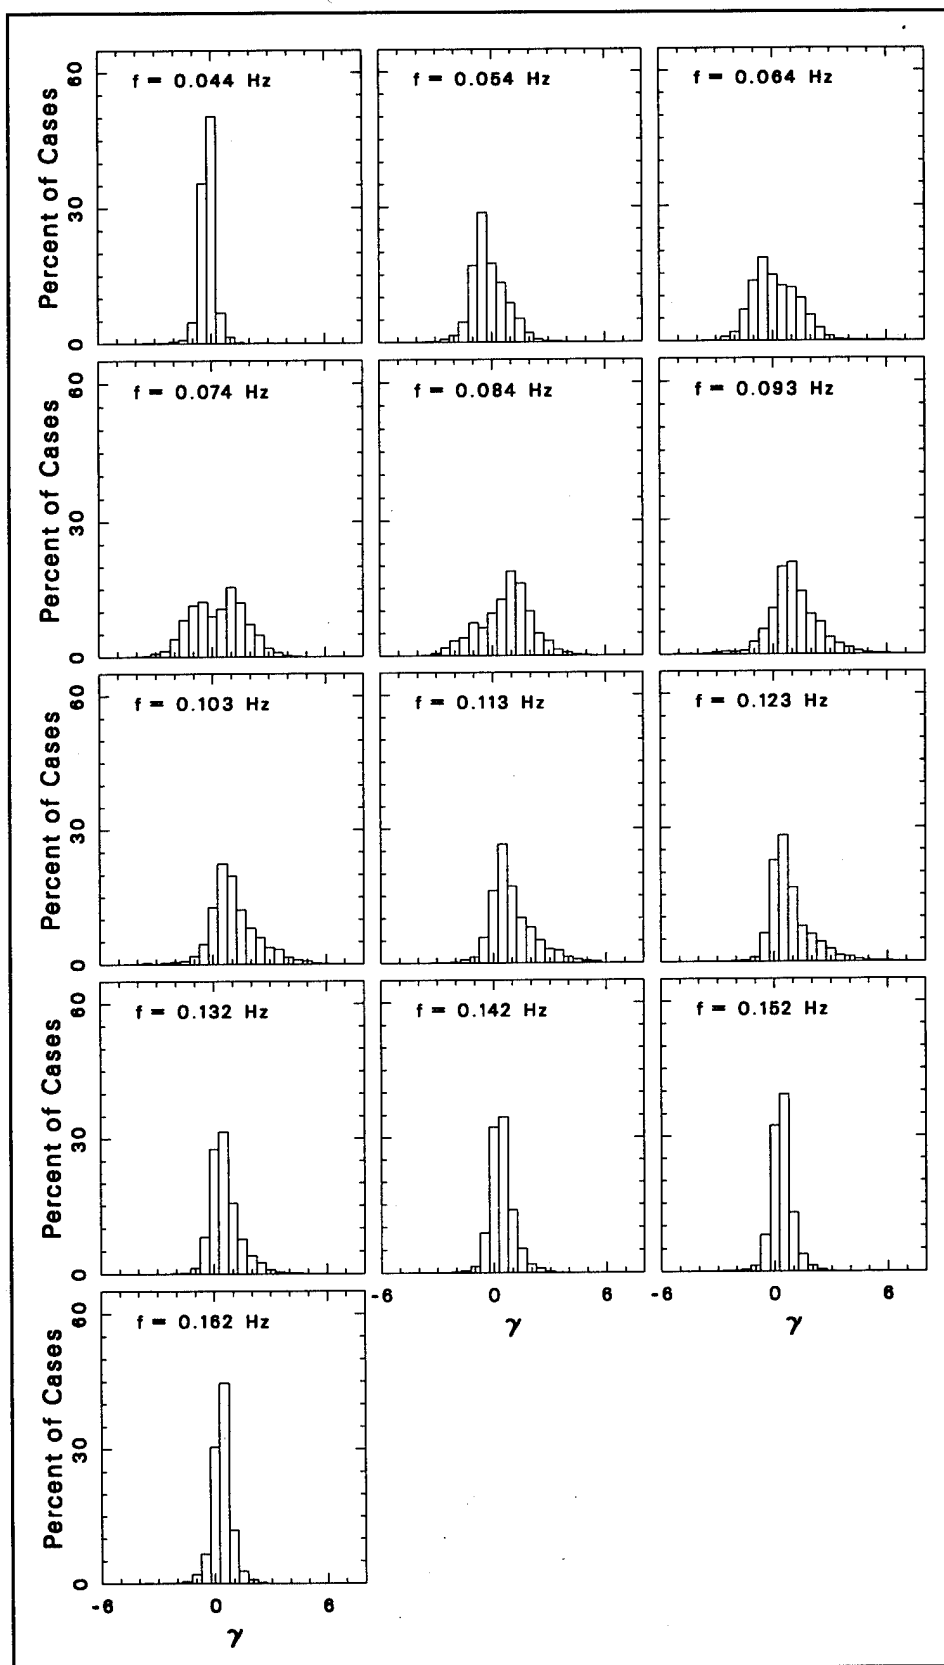 f = 0.044 Hz
f = 0.054 Hz
f = 0.064 Hz
Percent of Cases
60
30
0
f = 0.074 Hz
f = 0.084 Hz
f = 0.093 Hz
Percent of Cases
60
30
0
f = 0.103 Hz
f = 0.113 Hz
f = 0.123 Hz
Percent of Cases
60
30
0
f = 0.132 Hz
f = 0.142 Hz
f = 0.152 Hz
Percent of Cases
60
30
0
-6 0 6
-6 0 6
γ
γ
f = 0.162 Hz
Percent of Cases
60
30
0
-6 0 6
γ